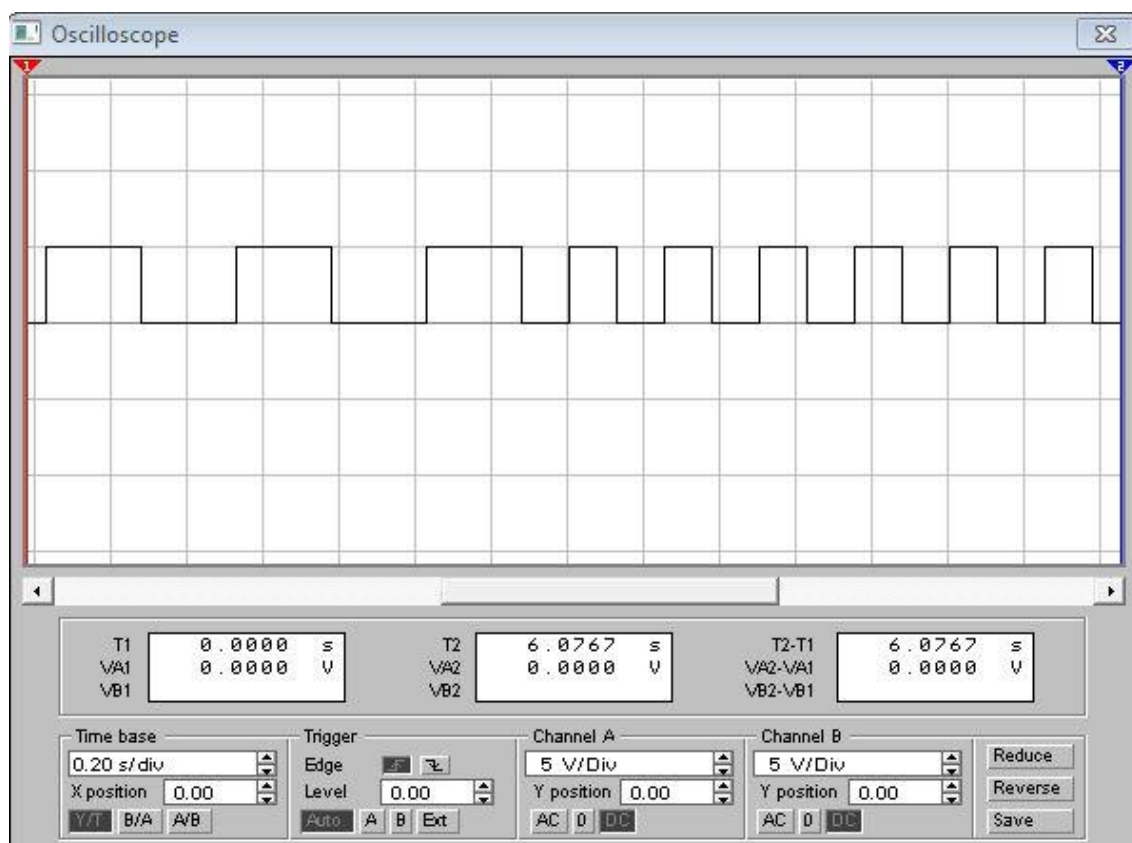 Oscilloscope
1 2
T1 0.0000 s T2 6.0767 s T2-T1 6.0767 s
VA1 0.0000 V VA2 0.0000 V VA2-VA1 0.0000 V
VB1 VB2 VB2-VB1
Time base Trigger Channel A Channel B
0.20 s/div Edge 5 V/Div 5 V/Div Reduce
X position 0.00 Level 0.00 Y position 0.00 Y position 0.00 Reverse
Y/T B/A A/B Auto A B Ext AC 0 DC AC 0 DC Save